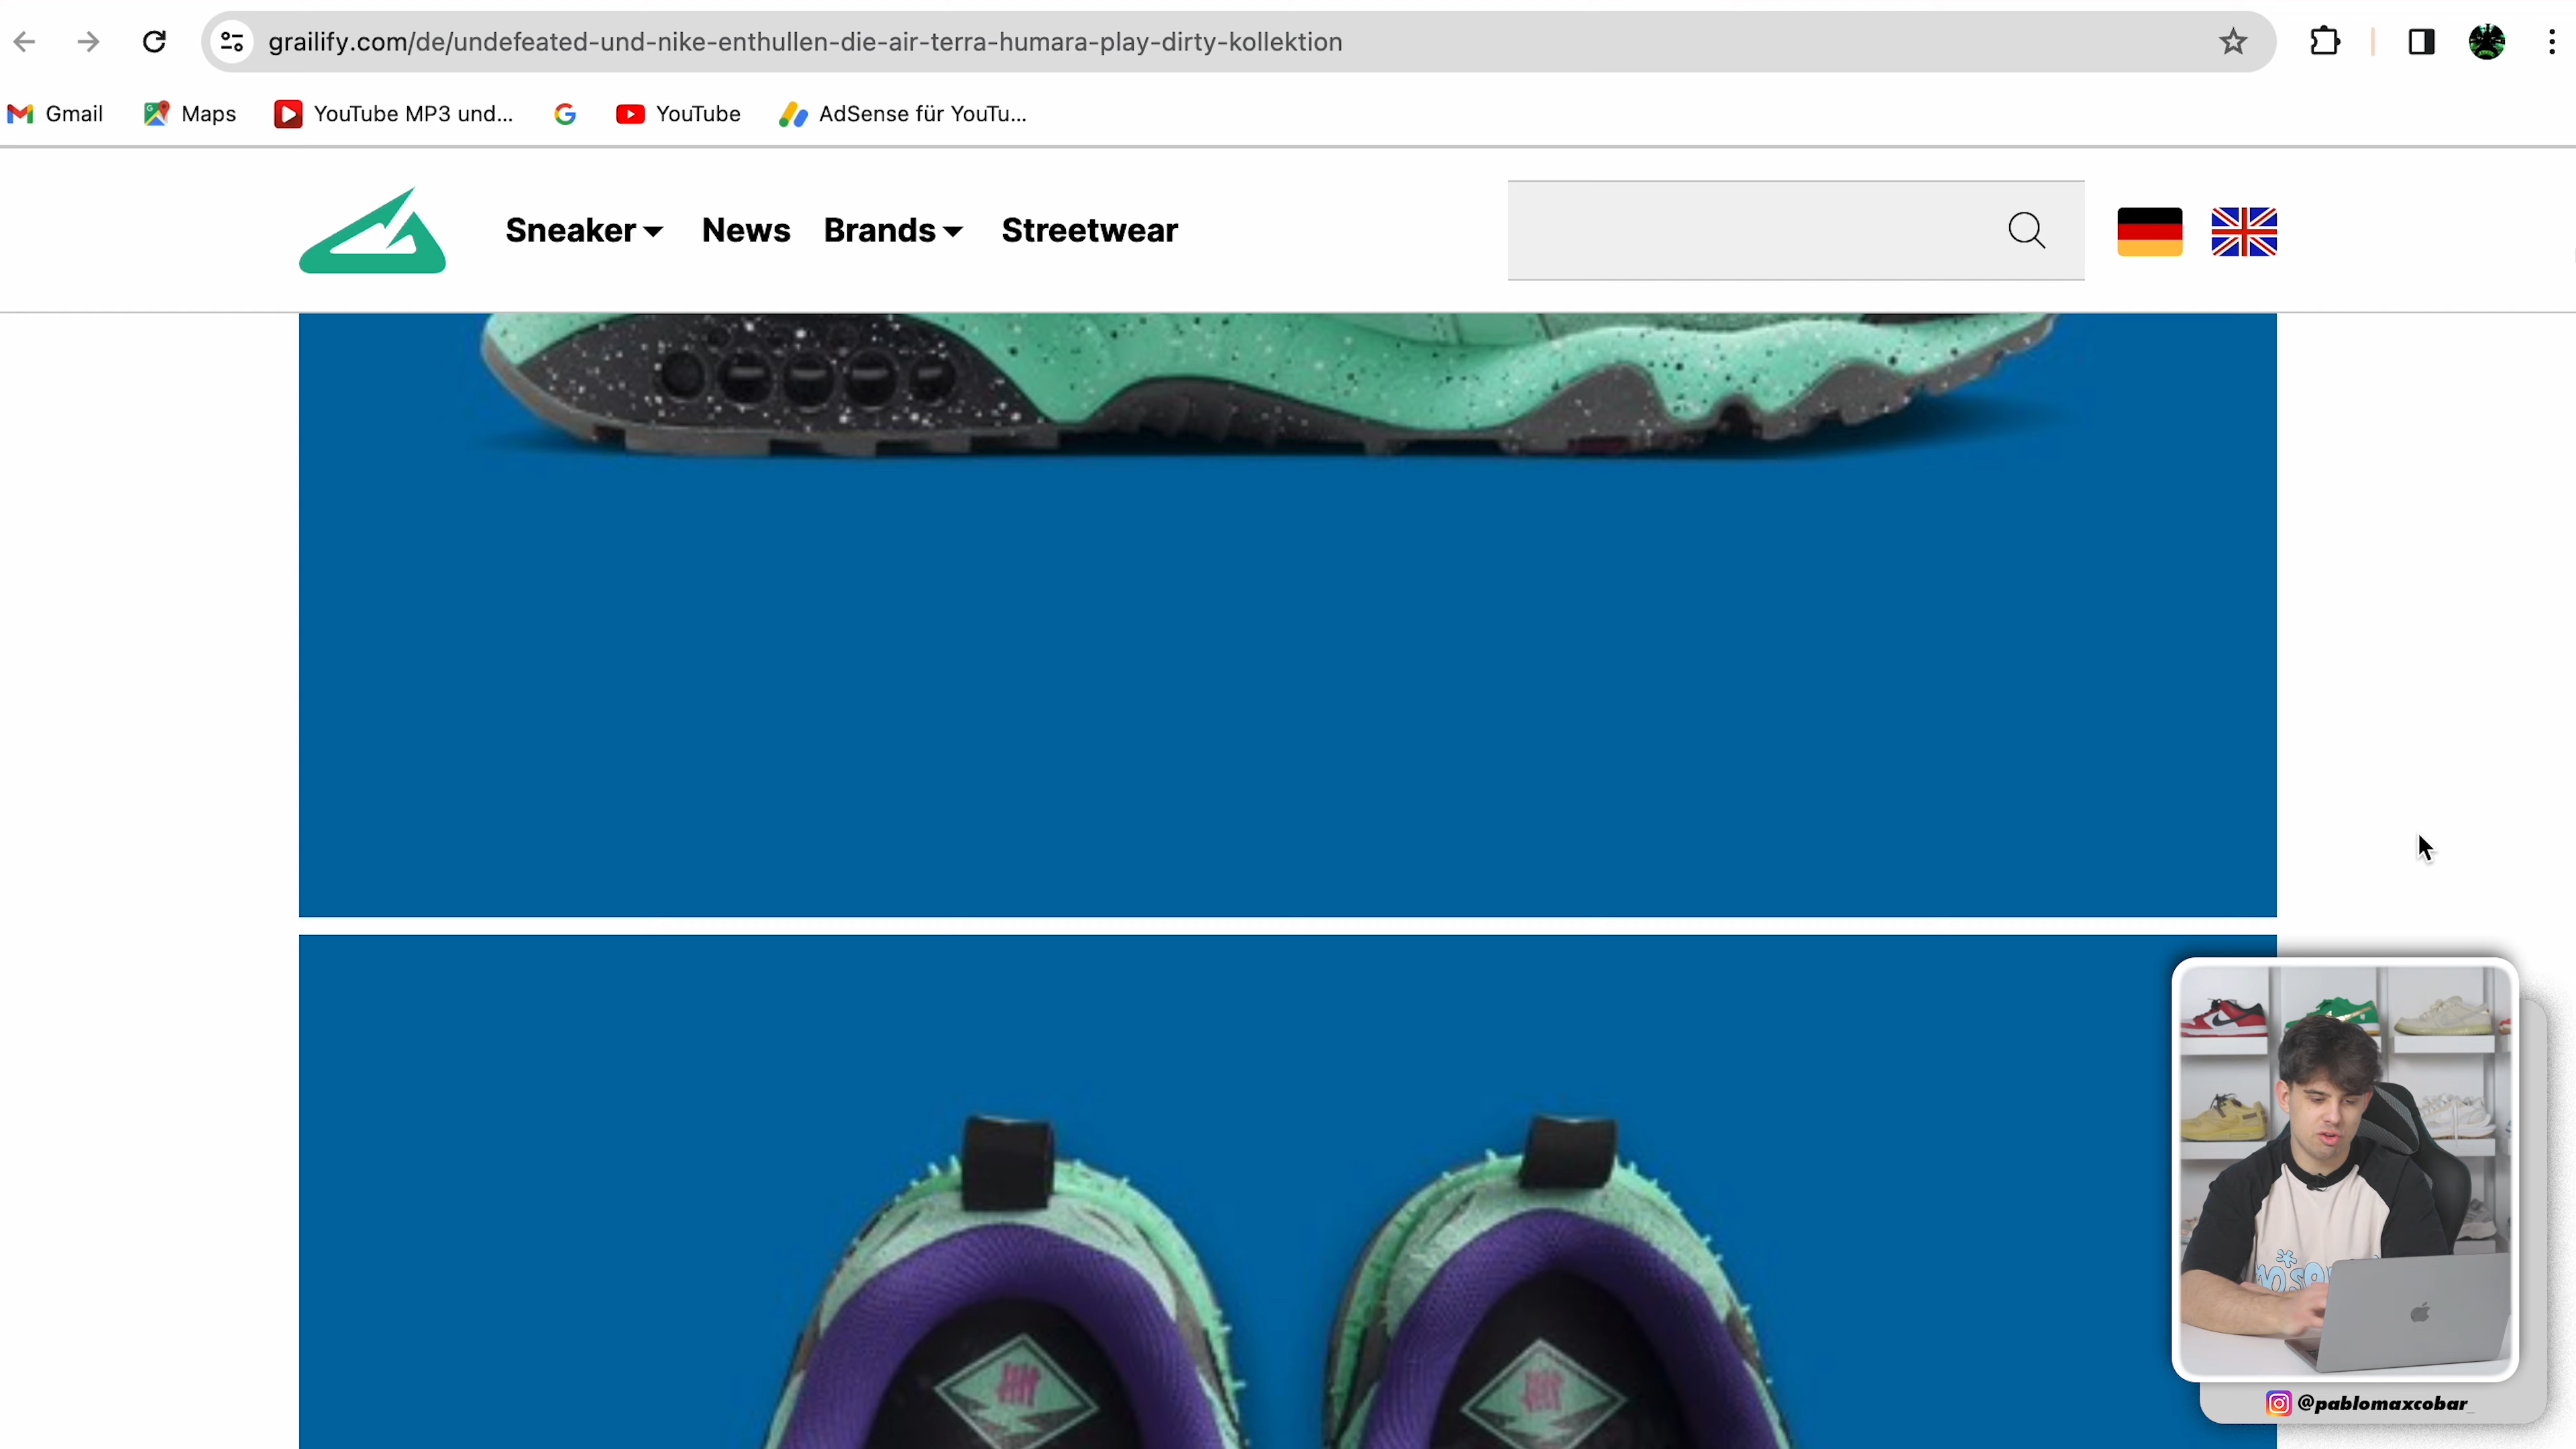 grailify.com/de/undefeated-und-nike-enthullen-die-air-terra-humara-play-dirty-kollektion
Gmail Maps YouTube MP3 und... YouTube AdSense für YouTu...
Sneaker News Brands Streetwear
@pablomaxcobar_